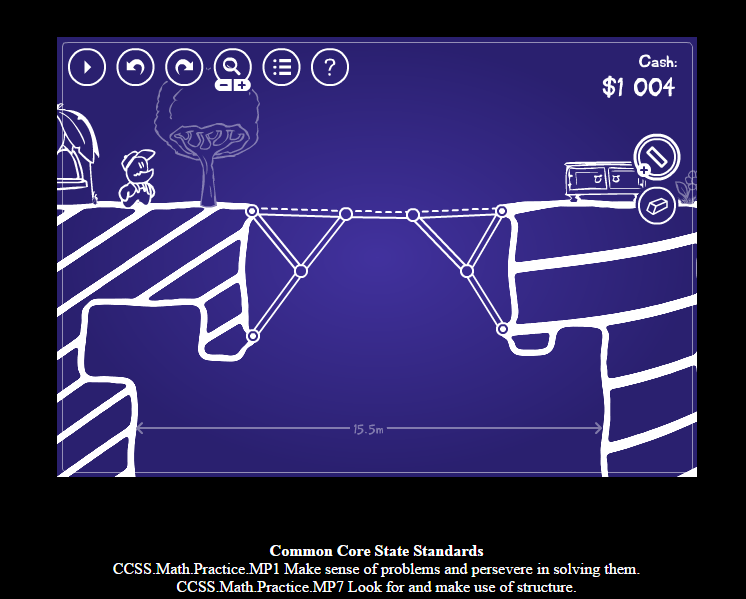 ?
Cash:
$1 004
15.5m
Common Core State Standards
CCSS.Math.Practice.MP1 Make sense of problems and persevere in solving them.
CCSS.Math.Practice.MP7 Look for and make use of structure.